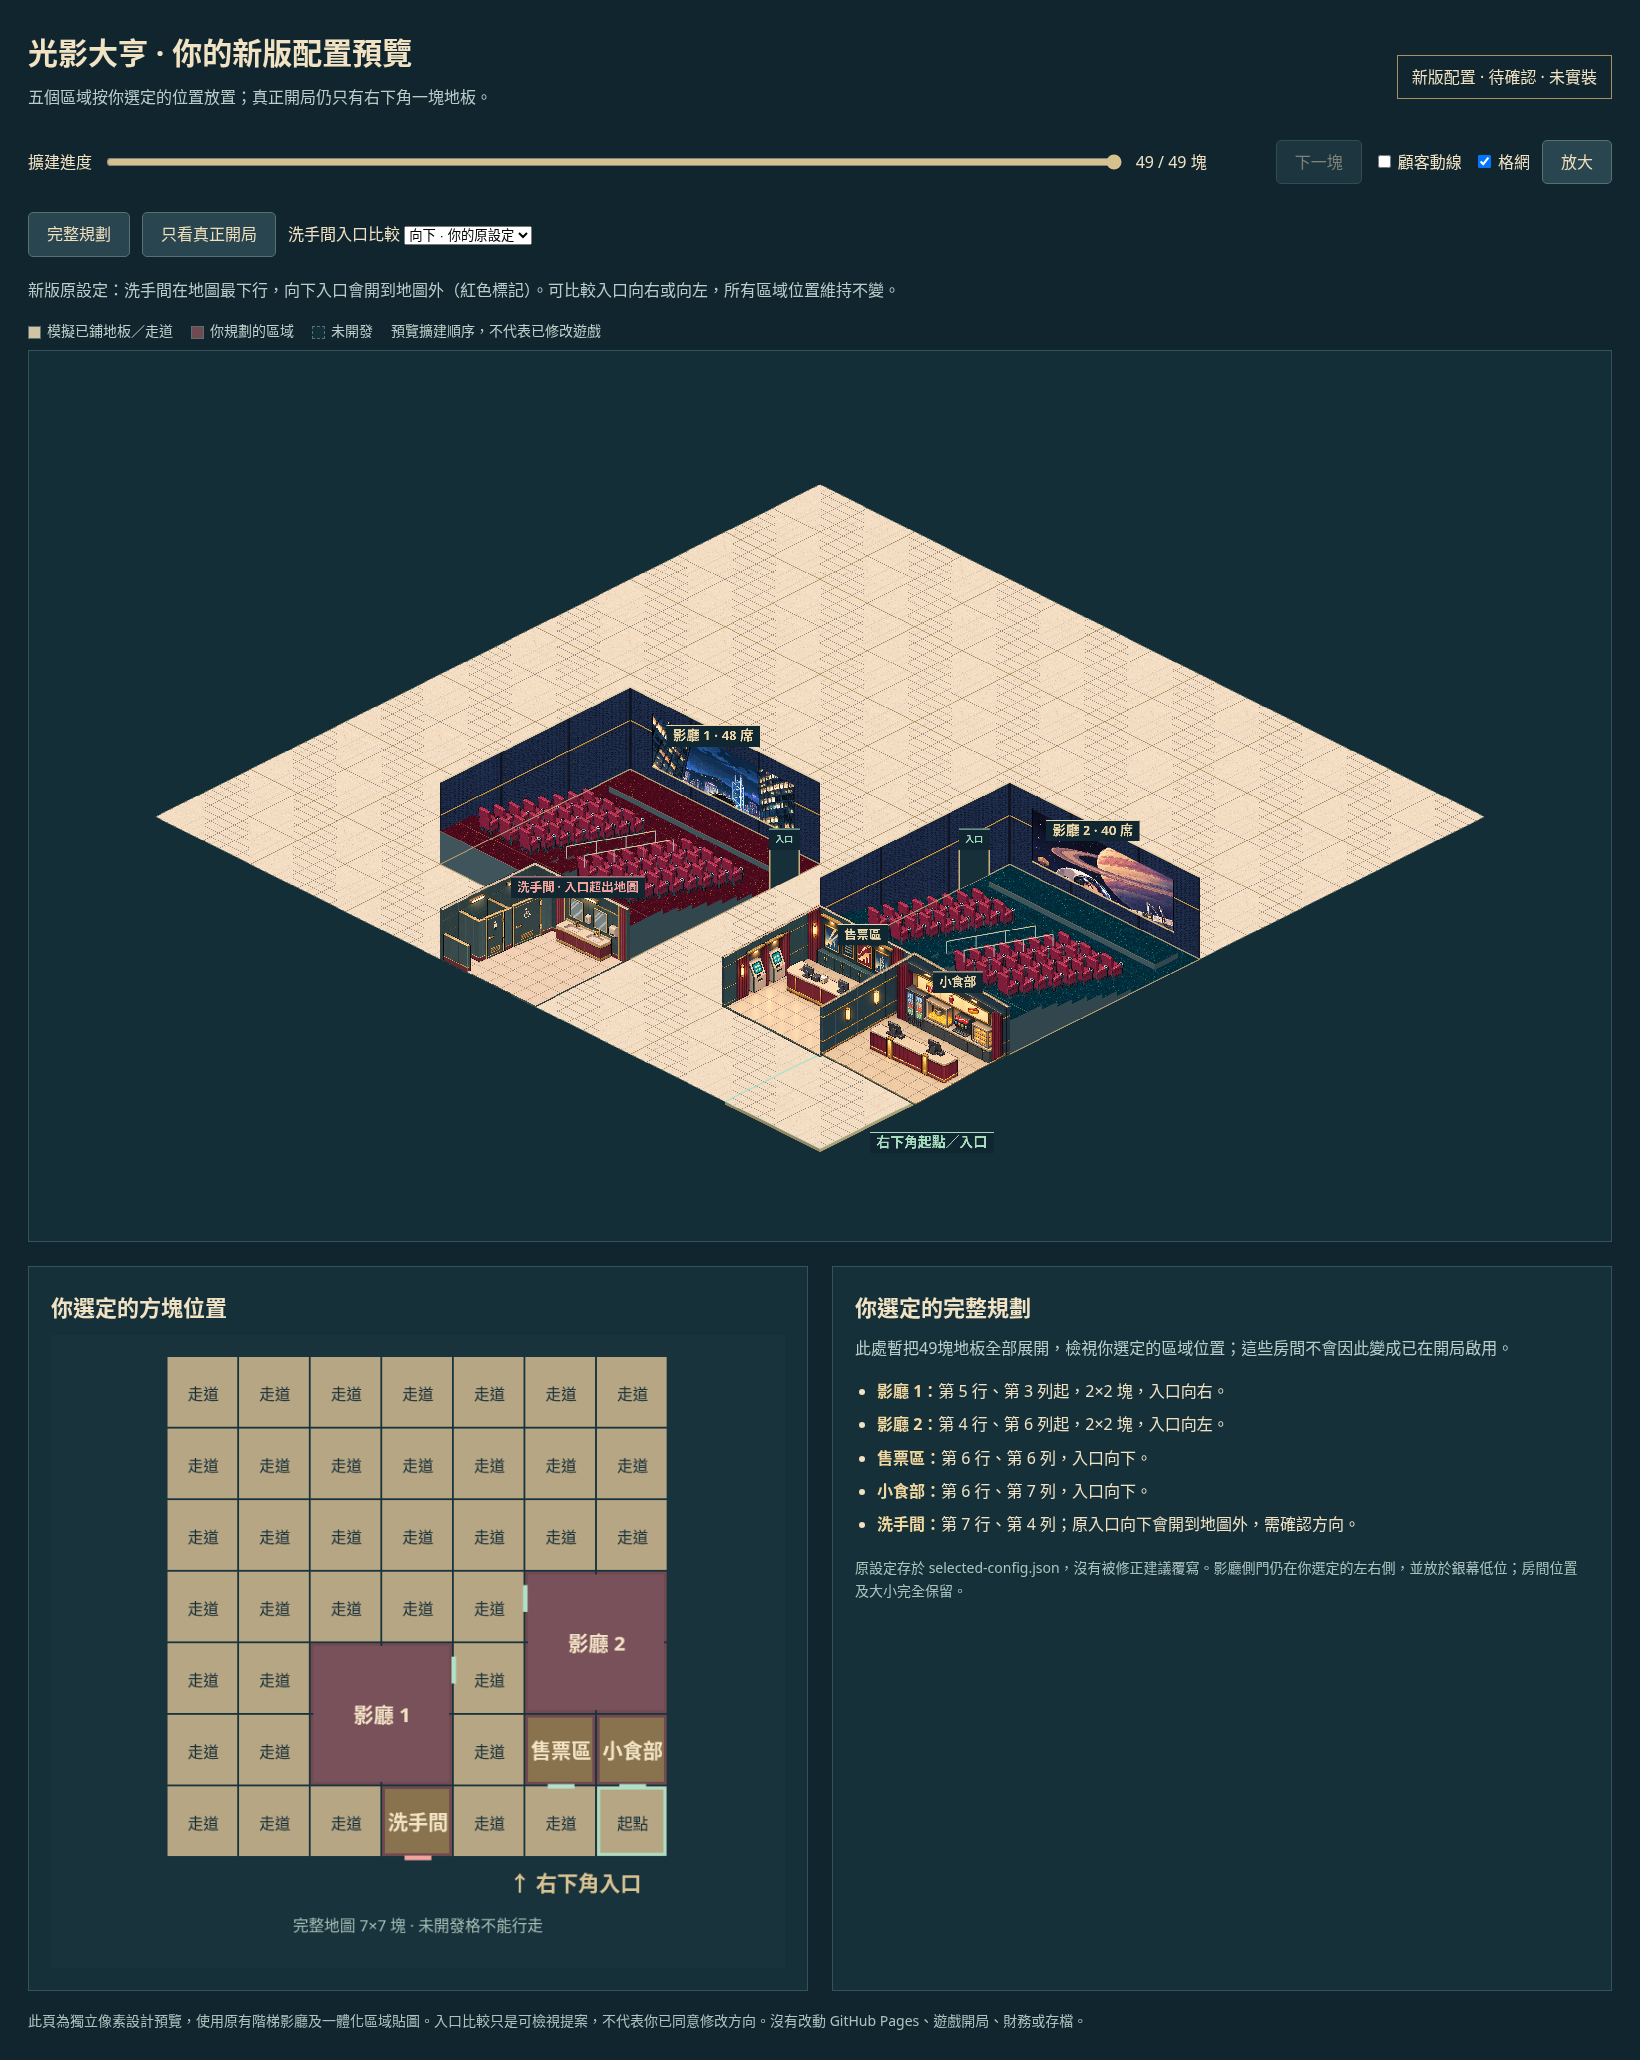 光影大亨 · 你的新版配置預覽
五個區域按你選定的位置放置；真正開局仍只有右下角一塊地板。
新版配置 · 待確認 · 未實裝
擴建進度
49 / 49 塊
下一塊
顧客動線
格網
放大
完整規劃
只看真正開局
洗手間入口比較
向下 · 你的原設定
新版原設定：洗手間在地圖最下行，向下入口會開到地圖外（紅色標記）。可比較入口向右或向左，所有區域位置維持不變。
模擬已鋪地板／走道
你規劃的區域
未開發
預覽擴建順序，不代表已修改遊戲
影廳 1 · 48 席
影廳 2 · 40 席
入口
入口
洗手間 · 入口超出地圖
售票區
小食部
右下角起點／入口
你選定的方塊位置
走道 走道 走道 走道 走道 走道 走道
走道 走道 走道 走道 走道 走道 走道
走道 走道 走道 走道 走道 走道 走道
走道 走道 走道 走道 走道
影廳 2
走道 走道 走道
影廳 1
走道 走道 走道 售票區 小食部
走道 走道 走道 洗手間 走道 走道 起點
↑ 右下角入口
完整地圖 7×7 塊 · 未開發格不能行走
你選定的完整規劃
此處暫把49塊地板全部展開，檢視你選定的區域位置；這些房間不會因此變成已在開局啟用。
• 影廳 1：第 5 行、第 3 列起，2×2 塊，入口向右。
• 影廳 2：第 4 行、第 6 列起，2×2 塊，入口向左。
• 售票區：第 6 行、第 6 列，入口向下。
• 小食部：第 6 行、第 7 列，入口向下。
• 洗手間：第 7 行、第 4 列；原入口向下會開到地圖外，需確認方向。
原設定存於 selected-config.json，沒有被修正建議覆寫。影廳側門仍在你選定的左右側，並放於銀幕低位；房間位置
及大小完全保留。
此頁為獨立像素設計預覽，使用原有階梯影廳及一體化區域貼圖。入口比較只是可檢視提案，不代表你已同意修改方向。沒有改動 GitHub Pages、遊戲開局、財務或存檔。